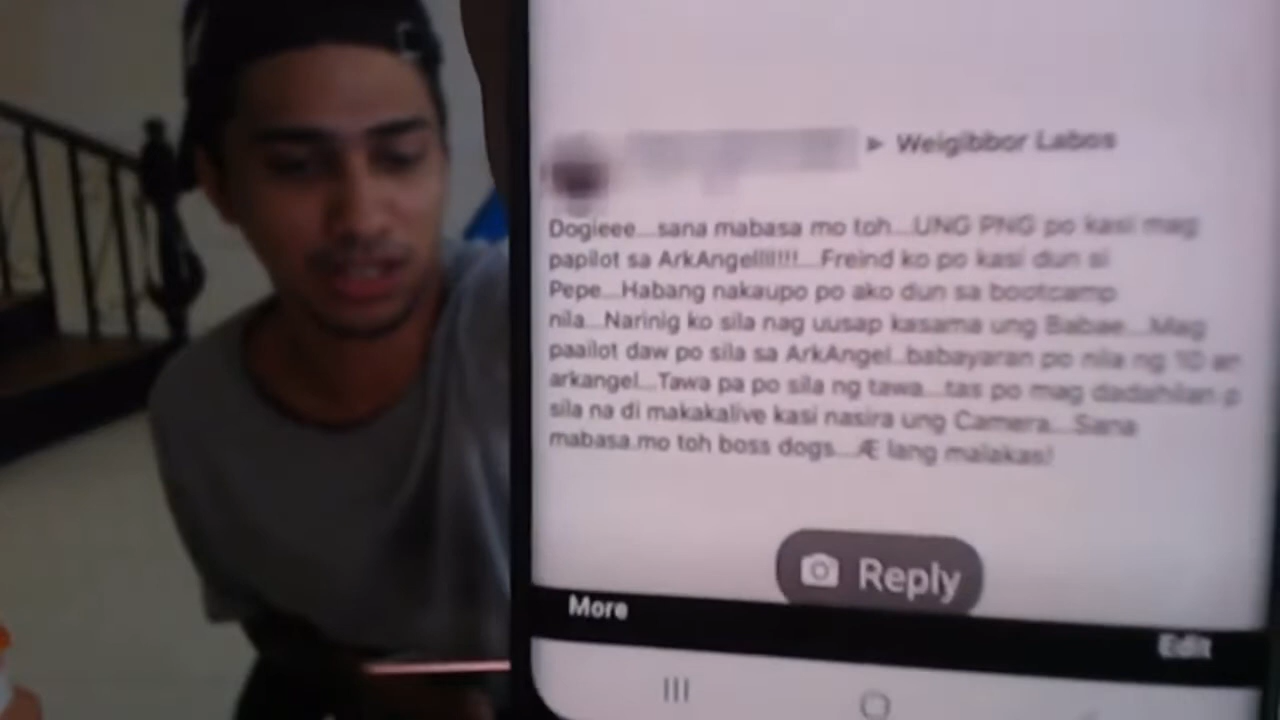 ▶ Weigibbor Labos
Dogieee...sana mabasa mo toh...UNG PNG po kasi mag
papilot sa ArkAngellll!!!...Freind ko po kasi dun si
Pepe...Habang nakaupo po ako dun sa bootcamp
nila...Narinig ko sila nag uusap kasama ung Babae...Mag
paailot daw po sila sa ArkAngel..babayaran po nila ng 10 an
arkangel...Tawa pa po sila ng tawa...tas po mag dadahilan p
sila na di makakalive kasi nasira ung Camera...Sana
mabasa.mo toh boss dogs...Æ lang malakas!
Reply
More
Edit